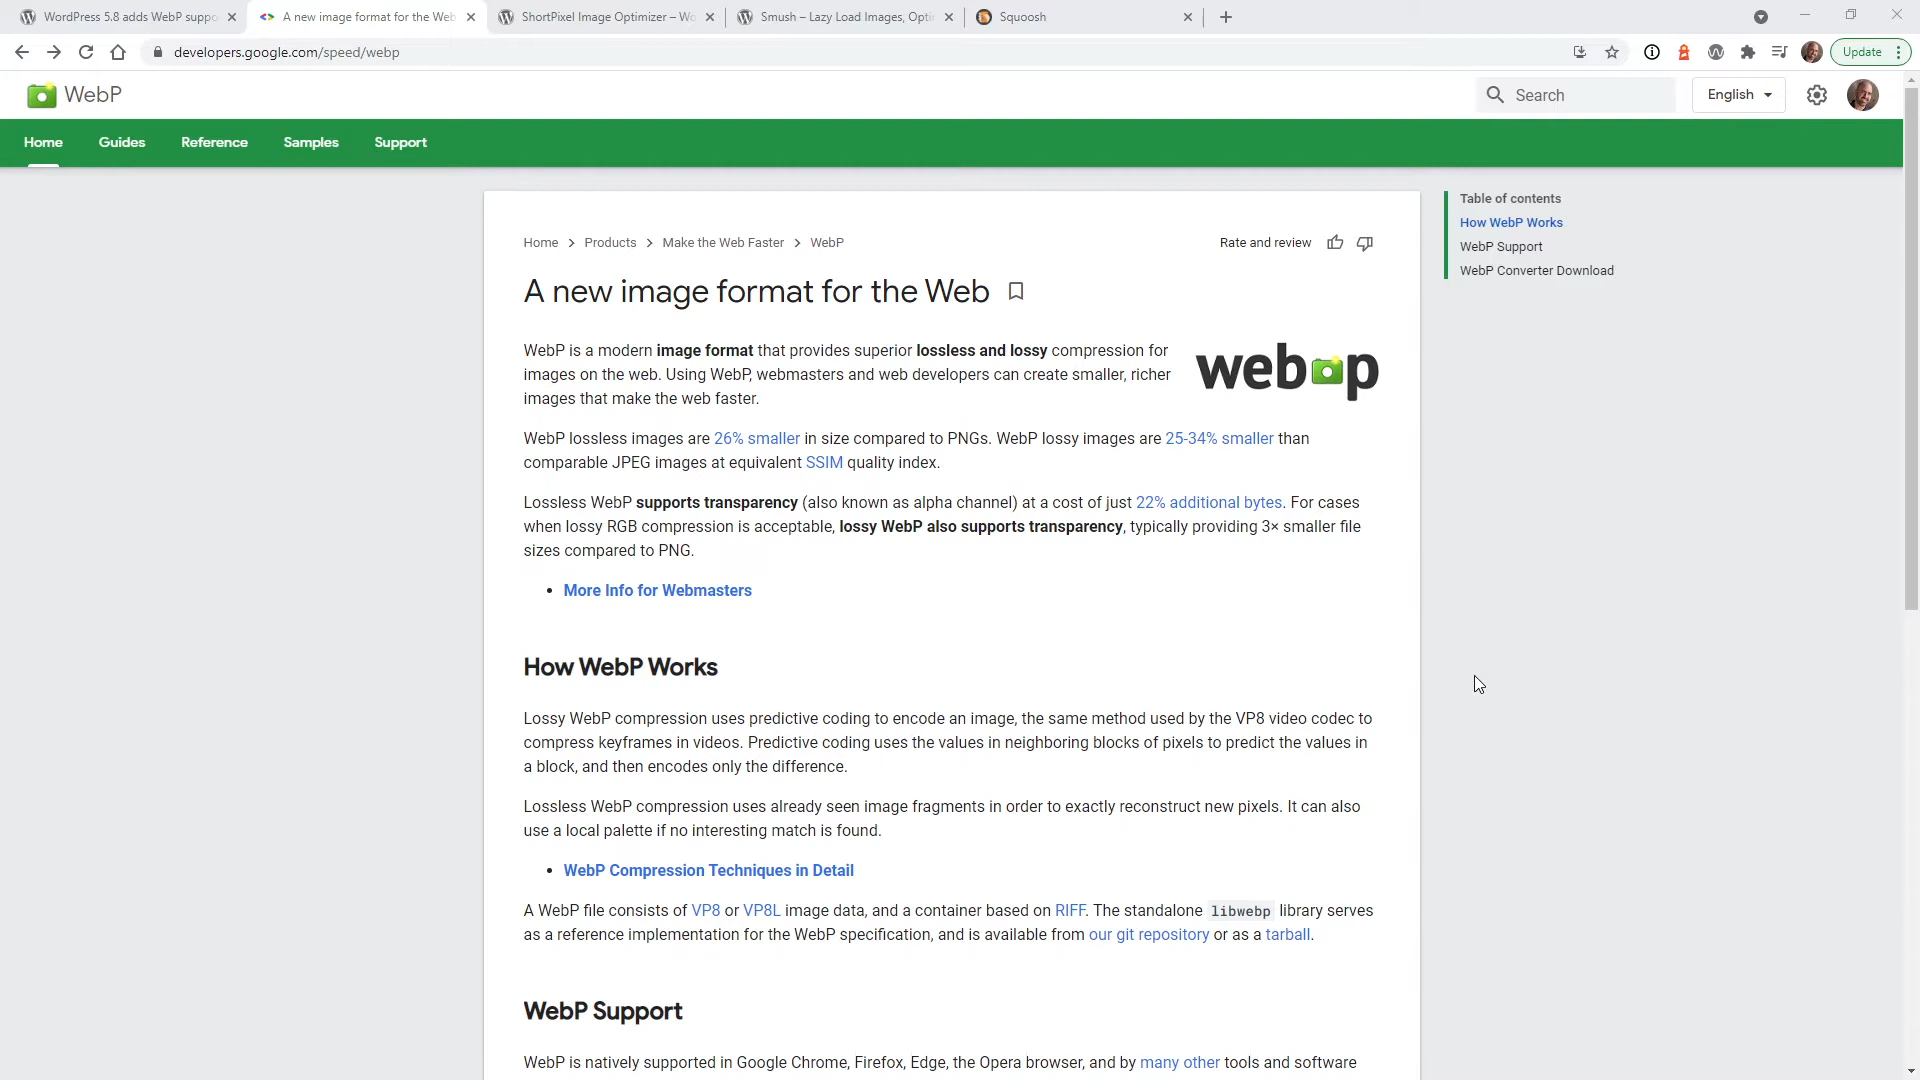 WordPress 5.8 adds WebP suppo
A new image format for the Web
ShortPixel Image Optimizer – Wo
Smush – Lazy Load Images, Opti
Squoosh
developers.google.com/speed/webp
Update
WebP
Search
English
Home
Guides
Reference
Samples
Support
Home > Products > Make the Web Faster > WebP
Rate and review
Table of contents
How WebP Works
WebP Support
WebP Converter Download
A new image format for the Web
WebP is a modern image format that provides superior lossless and lossy compression for
images on the web. Using WebP, webmasters and web developers can create smaller, richer
images that make the web faster.
webp
WebP lossless images are 26% smaller in size compared to PNGs. WebP lossy images are 25-34% smaller than
comparable JPEG images at equivalent SSIM quality index.
Lossless WebP supports transparency (also known as alpha channel) at a cost of just 22% additional bytes. For cases
when lossy RGB compression is acceptable, lossy WebP also supports transparency, typically providing 3× smaller file
sizes compared to PNG.
• More Info for Webmasters
How WebP Works
Lossy WebP compression uses predictive coding to encode an image, the same method used by the VP8 video codec to
compress keyframes in videos. Predictive coding uses the values in neighboring blocks of pixels to predict the values in
a block, and then encodes only the difference.
Lossless WebP compression uses already seen image fragments in order to exactly reconstruct new pixels. It can also
use a local palette if no interesting match is found.
• WebP Compression Techniques in Detail
A WebP file consists of VP8 or VP8L image data, and a container based on RIFF. The standalone libwebp library serves
as a reference implementation for the WebP specification, and is available from our git repository or as a tarball.
WebP Support
WebP is natively supported in Google Chrome, Firefox, Edge, the Opera browser, and by many other tools and software